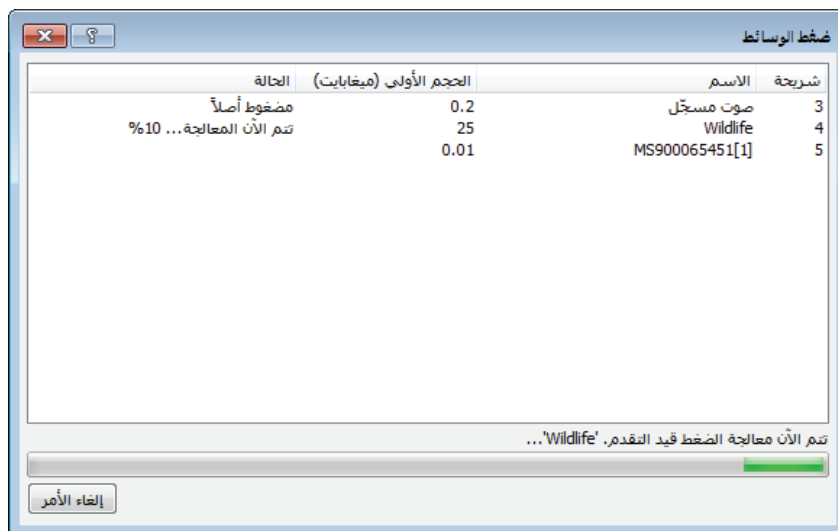 ضغط الوسائط
شريحة الاسم الحجم الأولي (ميغابايت) الحالة
3 صوت مسجّل 0.2 مضغوط أصلاً
4 Wildlife 25 تتم الآن المعالجة... 10%
5 MS900065451[1] 0.01
تتم الآن معالجة الضغط قيد التقدم. 'Wildlife'...
إلغاء الأمر